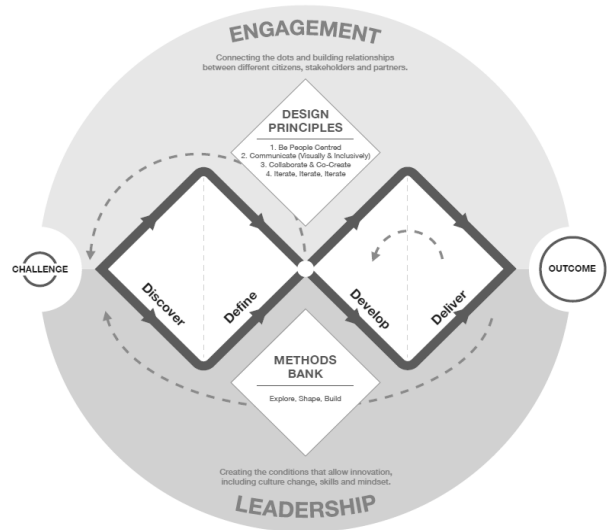 ENGAGEMENT
Connecting the dots and building relationships
between different citizens, stakeholders and partners.
DESIGN
PRINCIPLES
1. Be People Centred
2. Communicate (Visually & Inclusively)
3. Collaborate & Co-Create
4. Iterate, Iterate, Iterate
CHALLENGE
OUTCOME
Discover
Define
Develop
Deliver
METHODS
BANK
Explore, Shape, Build
Creating the conditions that allow innovation,
including culture change, skills and mindset.
LEADERSHIP